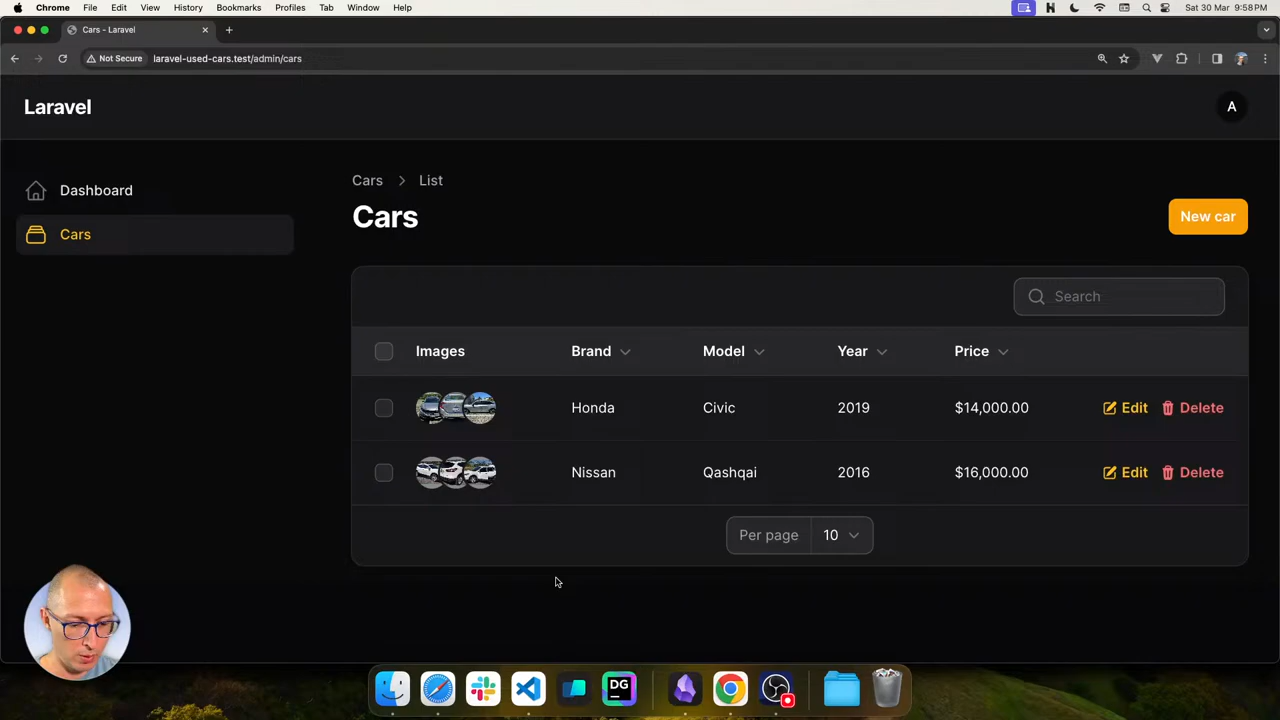 Chrome File Edit View History Bookmarks Profiles Tab Window Help Sat 30 Mar 9:58 PM
Cars - Laravel
Not Secure laravel-used-cars.test/admin/cars
Laravel A
Dashboard
Cars
Cars > List
Cars
New car
Search
Images Brand Model Year Price
Honda Civic 2019 $14,000.00 Edit Delete
Nissan Qashqai 2016 $16,000.00 Edit Delete
Per page 10
DG